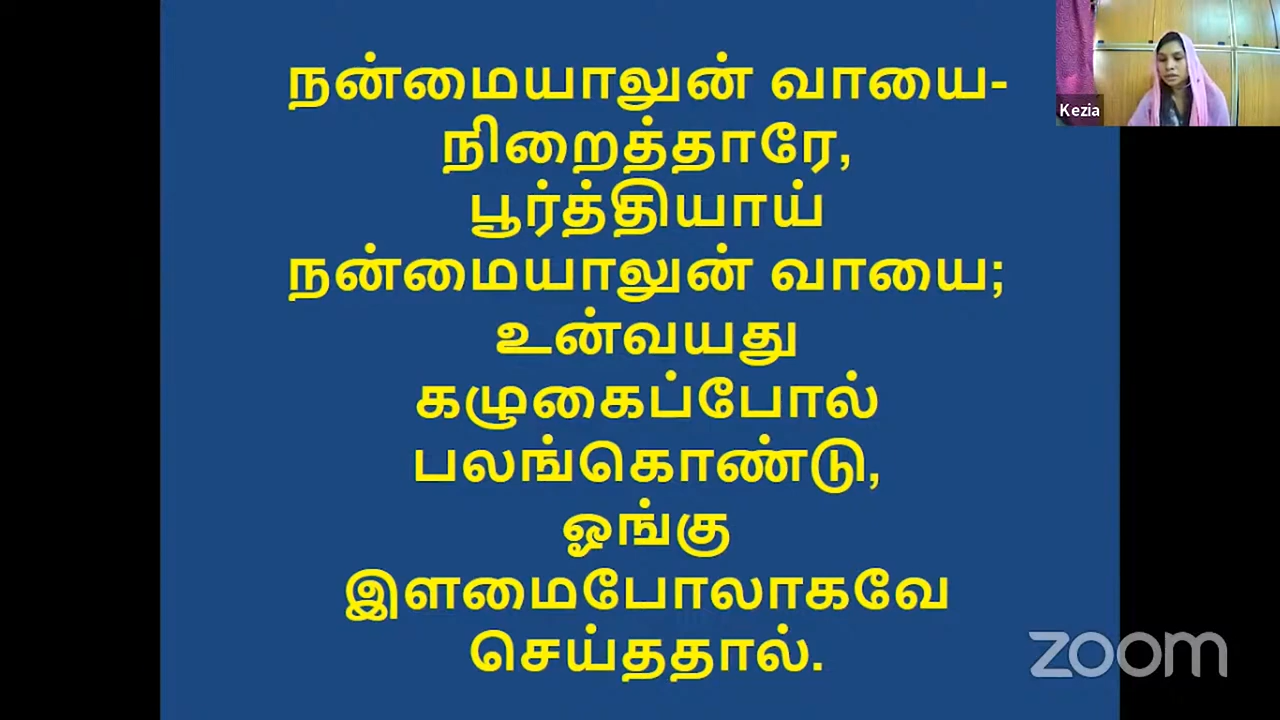 நன்மையாலுன் வாயை-
நிறைத்தாரே,
பூர்த்தியாய்
நன்மையாலுன் வாயை;
உன்வயது
கழுகைப்போல்
பலங்கொண்டு,
ஓங்கு
இளமைபோலாகவே
செய்ததால்.
Kezia
zoom